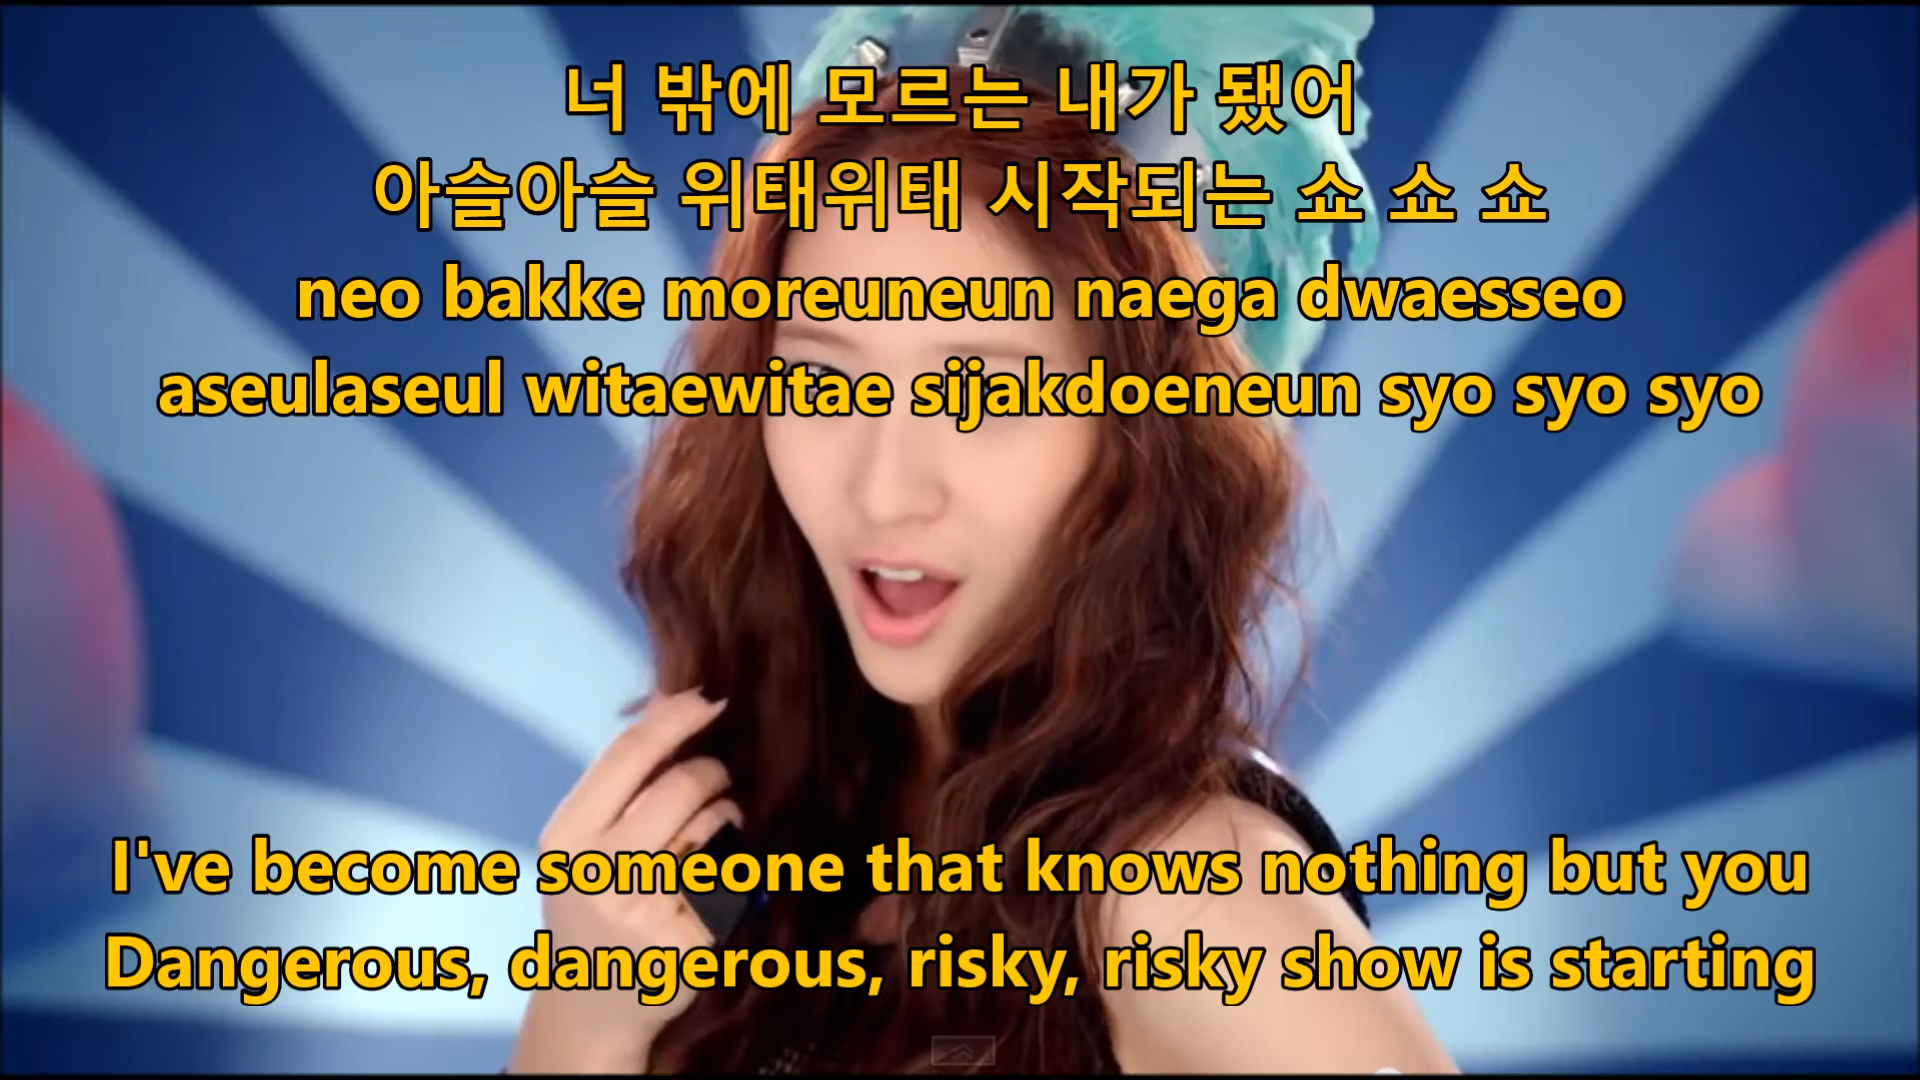 너 밖에 모르는 내가 됐어
아슬아슬 위태위태 시작되는 쇼 쇼 쇼
neo bakke moreuneun naega dwaesseo
aseulaseul witaewitae sijakdoeneun syo syo syo
I've become someone that knows nothing but you
Dangerous, dangerous, risky, risky show is starting